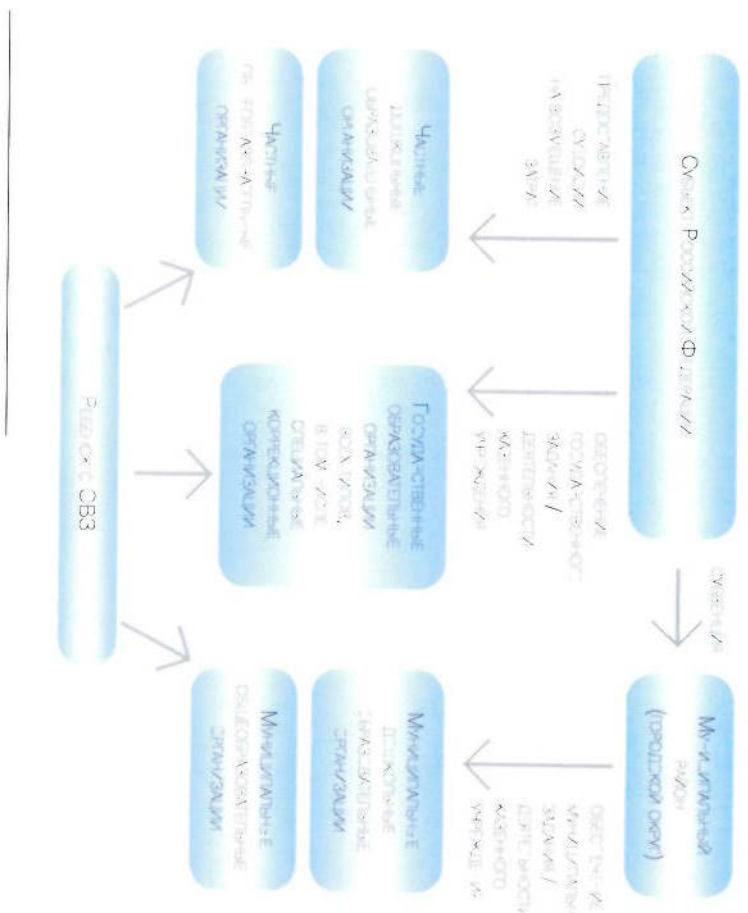 Субъект Российской Федерации
Муниципальный
район
(городской округ)
предоставление
субсидии
на возмещение
затрат
обеспечение
государственного
задания /
деятельности
казенного
учреждения
субвенция
обеспечение
задания /
деятельности
казенного
учреждения
Частные
дошкольные
образовательные
организации
Частные
организации
Государственные
образовательные
организации
всех типов,
в том числе
специальные
коррекционные
организации
Муниципальные
дошкольные
образовательные
организации
Муниципальные
общеобразовательные
организации
Ребенок с ОВЗ